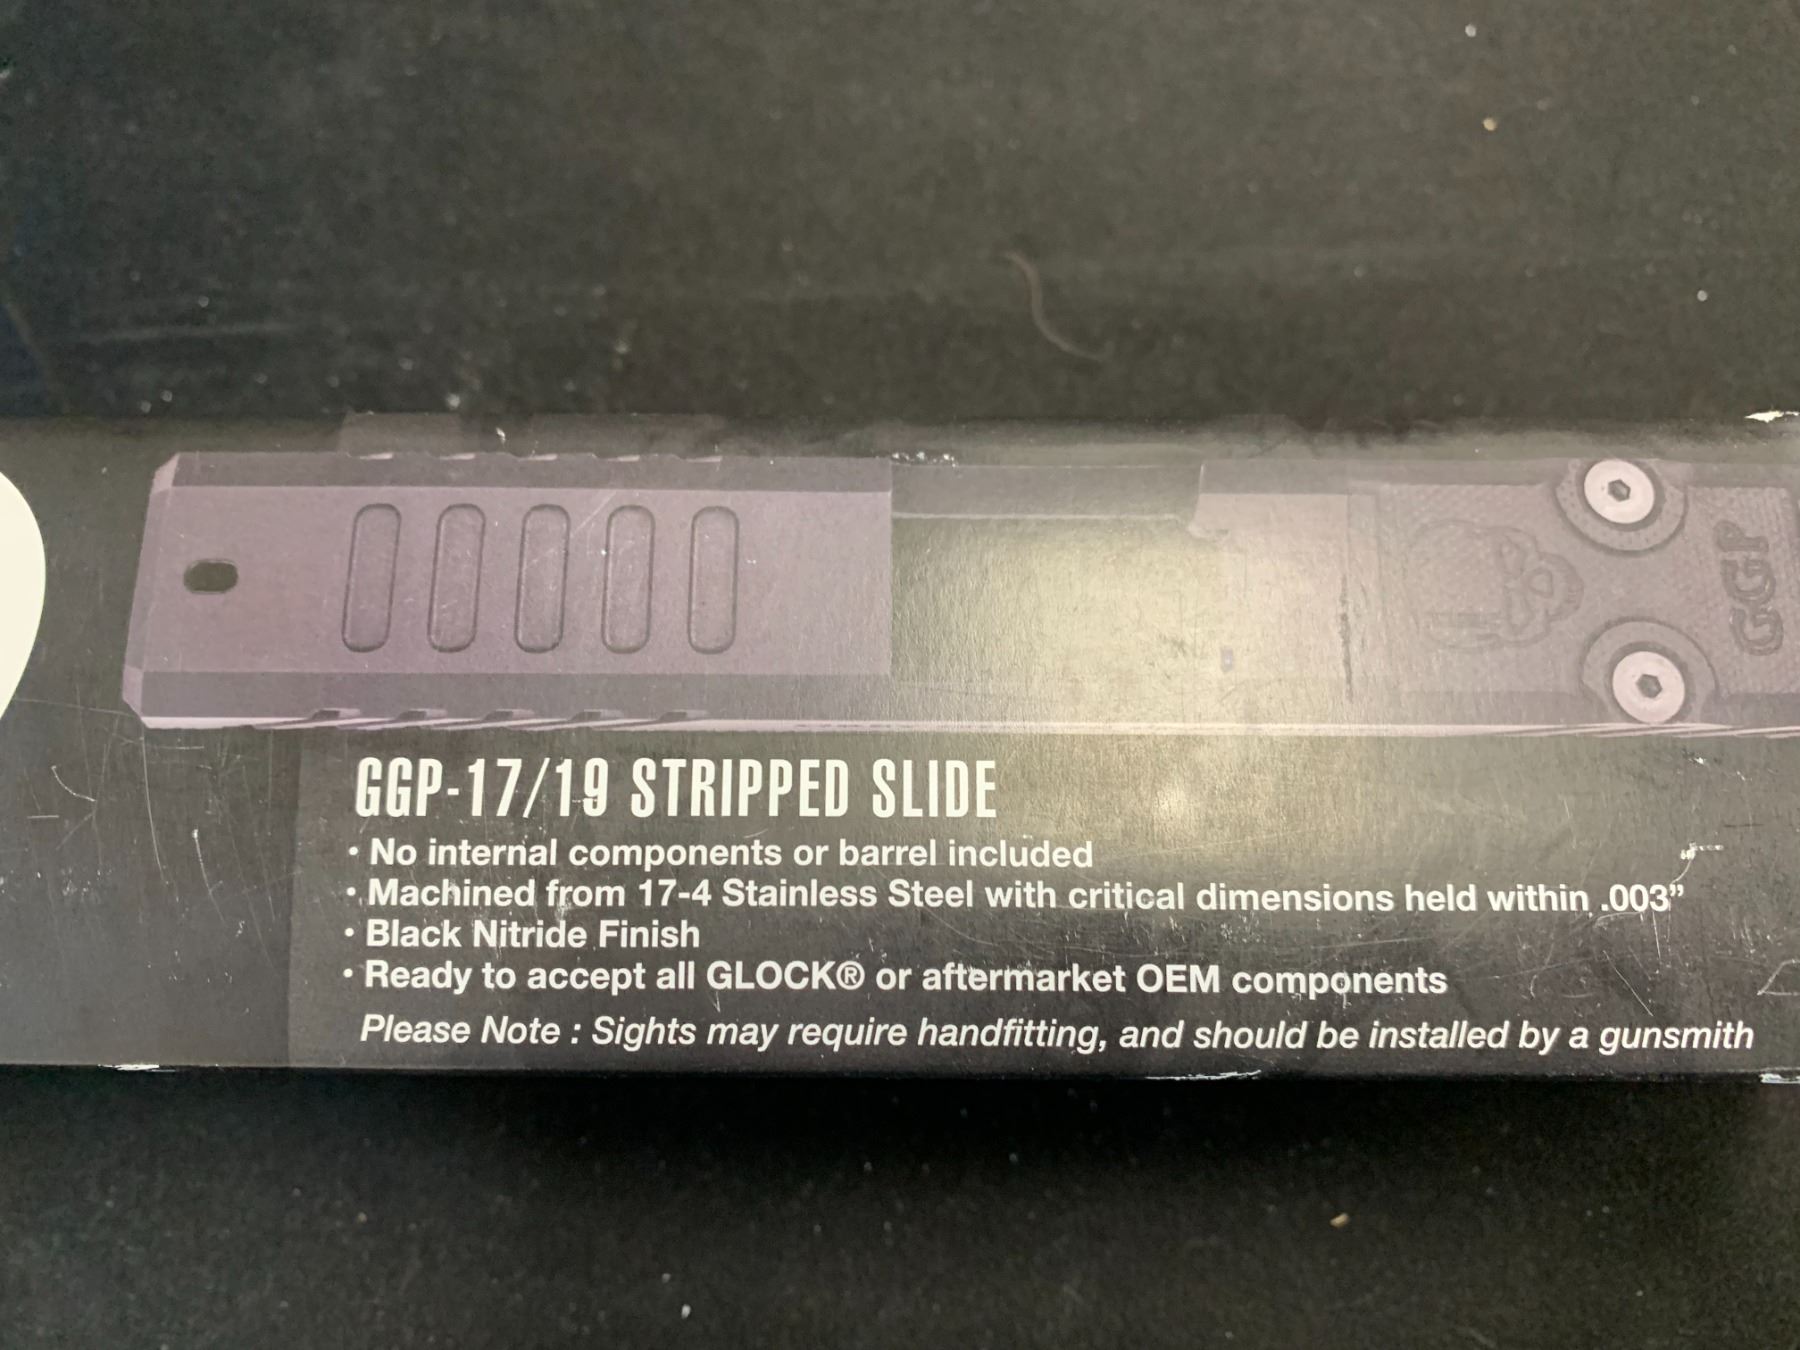 GGP
GGP-17/19 STRIPPED SLIDE
• No internal components or barrel included
• Machined from 17-4 Stainless Steel with critical dimensions held within .003”
• Black Nitride Finish
• Ready to accept all GLOCK® or aftermarket OEM components
Please Note : Sights may require handfitting, and should be installed by a gunsmith